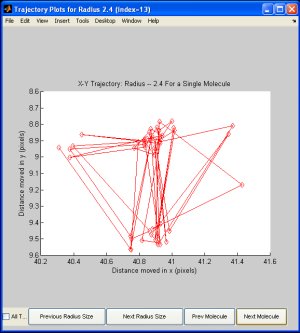 Trajectory Plots for Radius 2.4 (Index-13)
File Edit View Insert Tools Desktop Window Help
X-Y Trajectory: Radius -- 2.4 For a Single Molecule
8.6
8.7
8.8
8.9
9
9.1
9.2
9.3
9.4
9.5
9.6
Distance moved in y (pixels)
40.2 40.4 40.6 40.8 41 41.2 41.4 41.6
Distance moved in x (pixels)
All T... Previous Radius Size Next Radius Size Prev Molecule Next Molecule